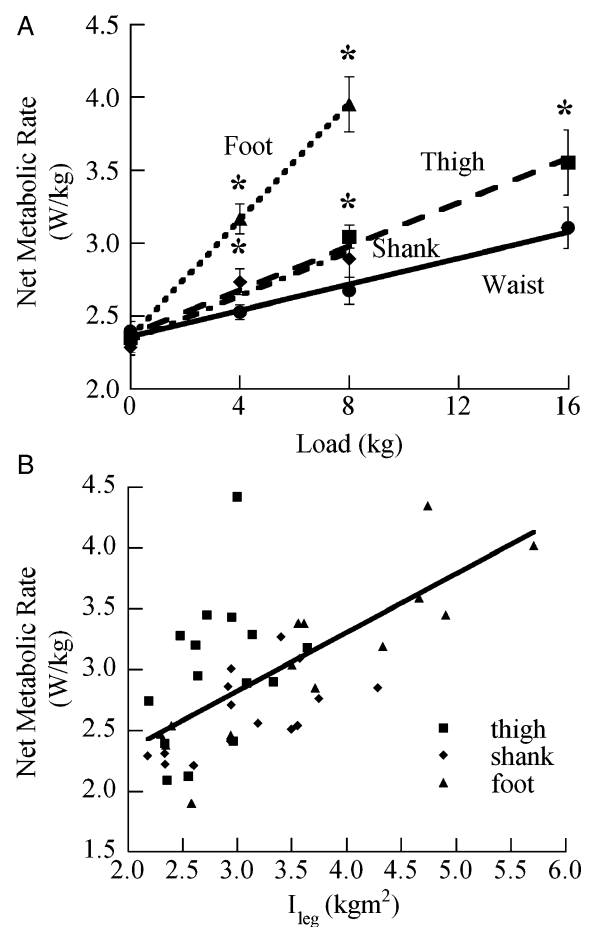 A
4.5
4.0
3.5
3.0
2.5
2.0
Net Metabolic Rate
(W/kg)
*
*
*
*
*
Foot
Thigh
Shank
Waist
0
4
8
12
16
Load (kg)
B
4.5
4.0
3.5
3.0
2.5
2.0
1.5
Net Metabolic Rate
(W/kg)
thigh
shank
foot
2.0
2.5
3.0
3.5
4.0
4.5
5.0
5.5
6.0
I leg (kgm²)